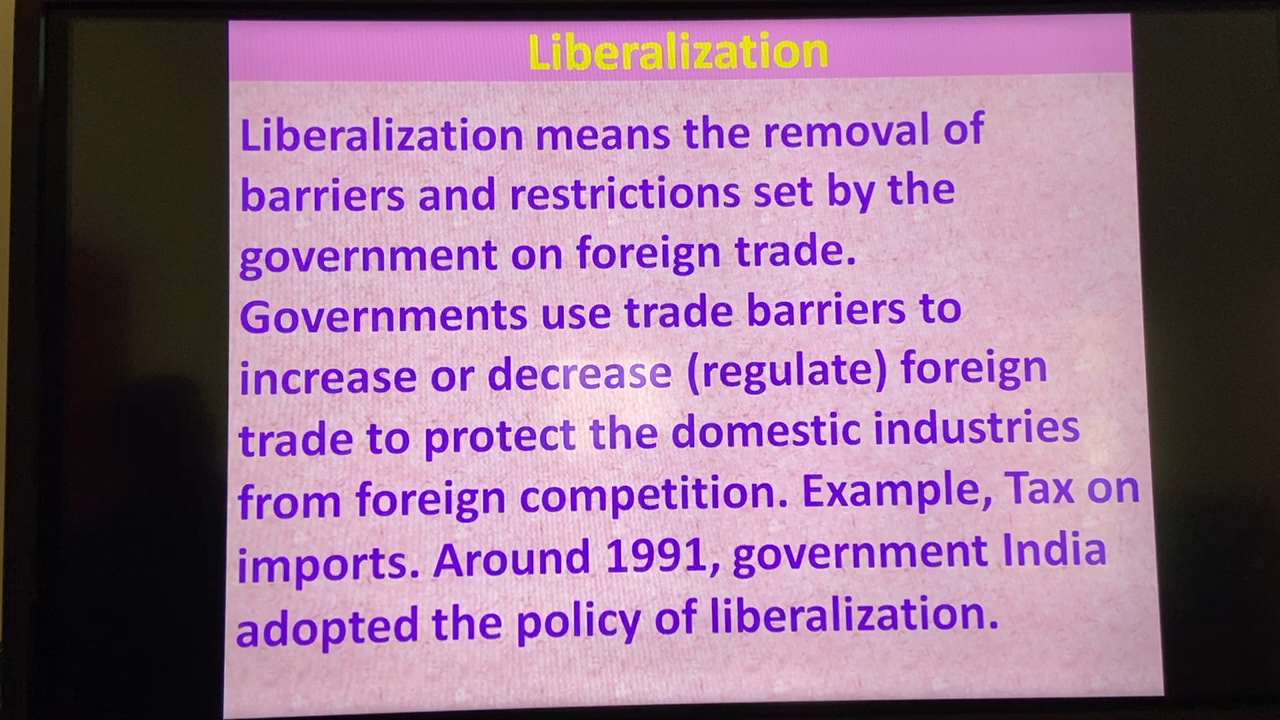 Liberalization
Liberalization means the removal of
barriers and restrictions set by the
government on foreign trade.
Governments use trade barriers to
increase or decrease (regulate) foreign
trade to protect the domestic industries
from foreign competition. Example, Tax on
imports. Around 1991, government India
adopted the policy of liberalization.